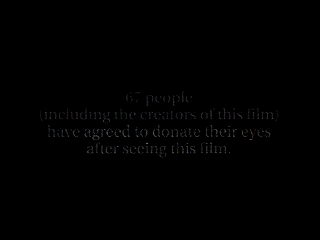 67 people
(including the creators of this film)
have agreed to donate their eyes
after seeing this film.